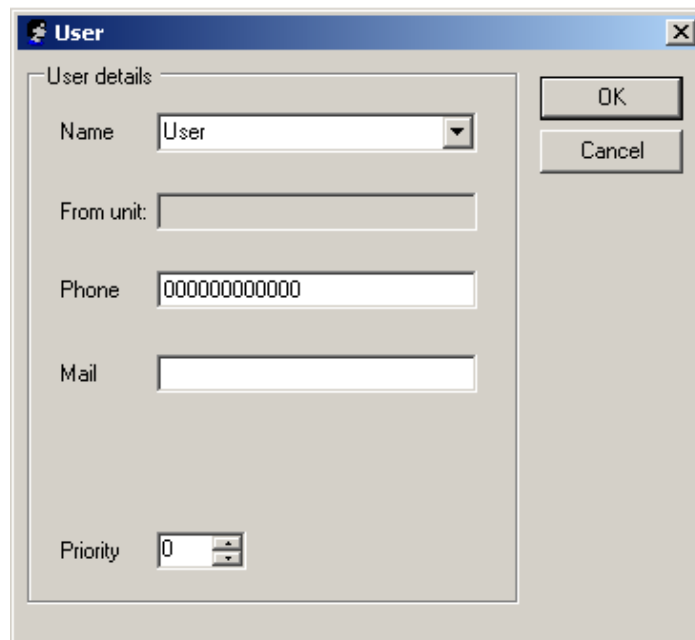 User
User details
OK
Name User
Cancel
From unit:
Phone 000000000000
Mail
Priority 0